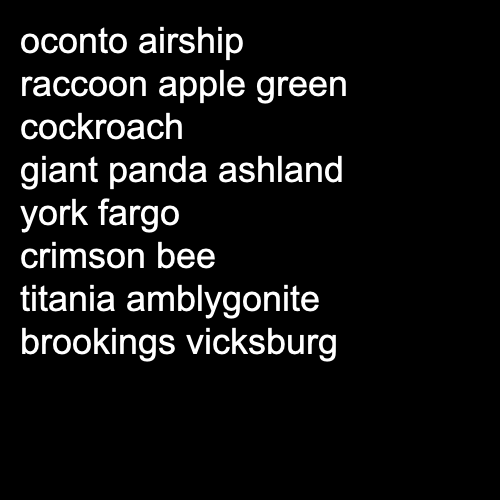 oconto airship
raccoon apple green
cockroach
giant panda ashland
york fargo
crimson bee
titania amblygonite
brookings vicksburg